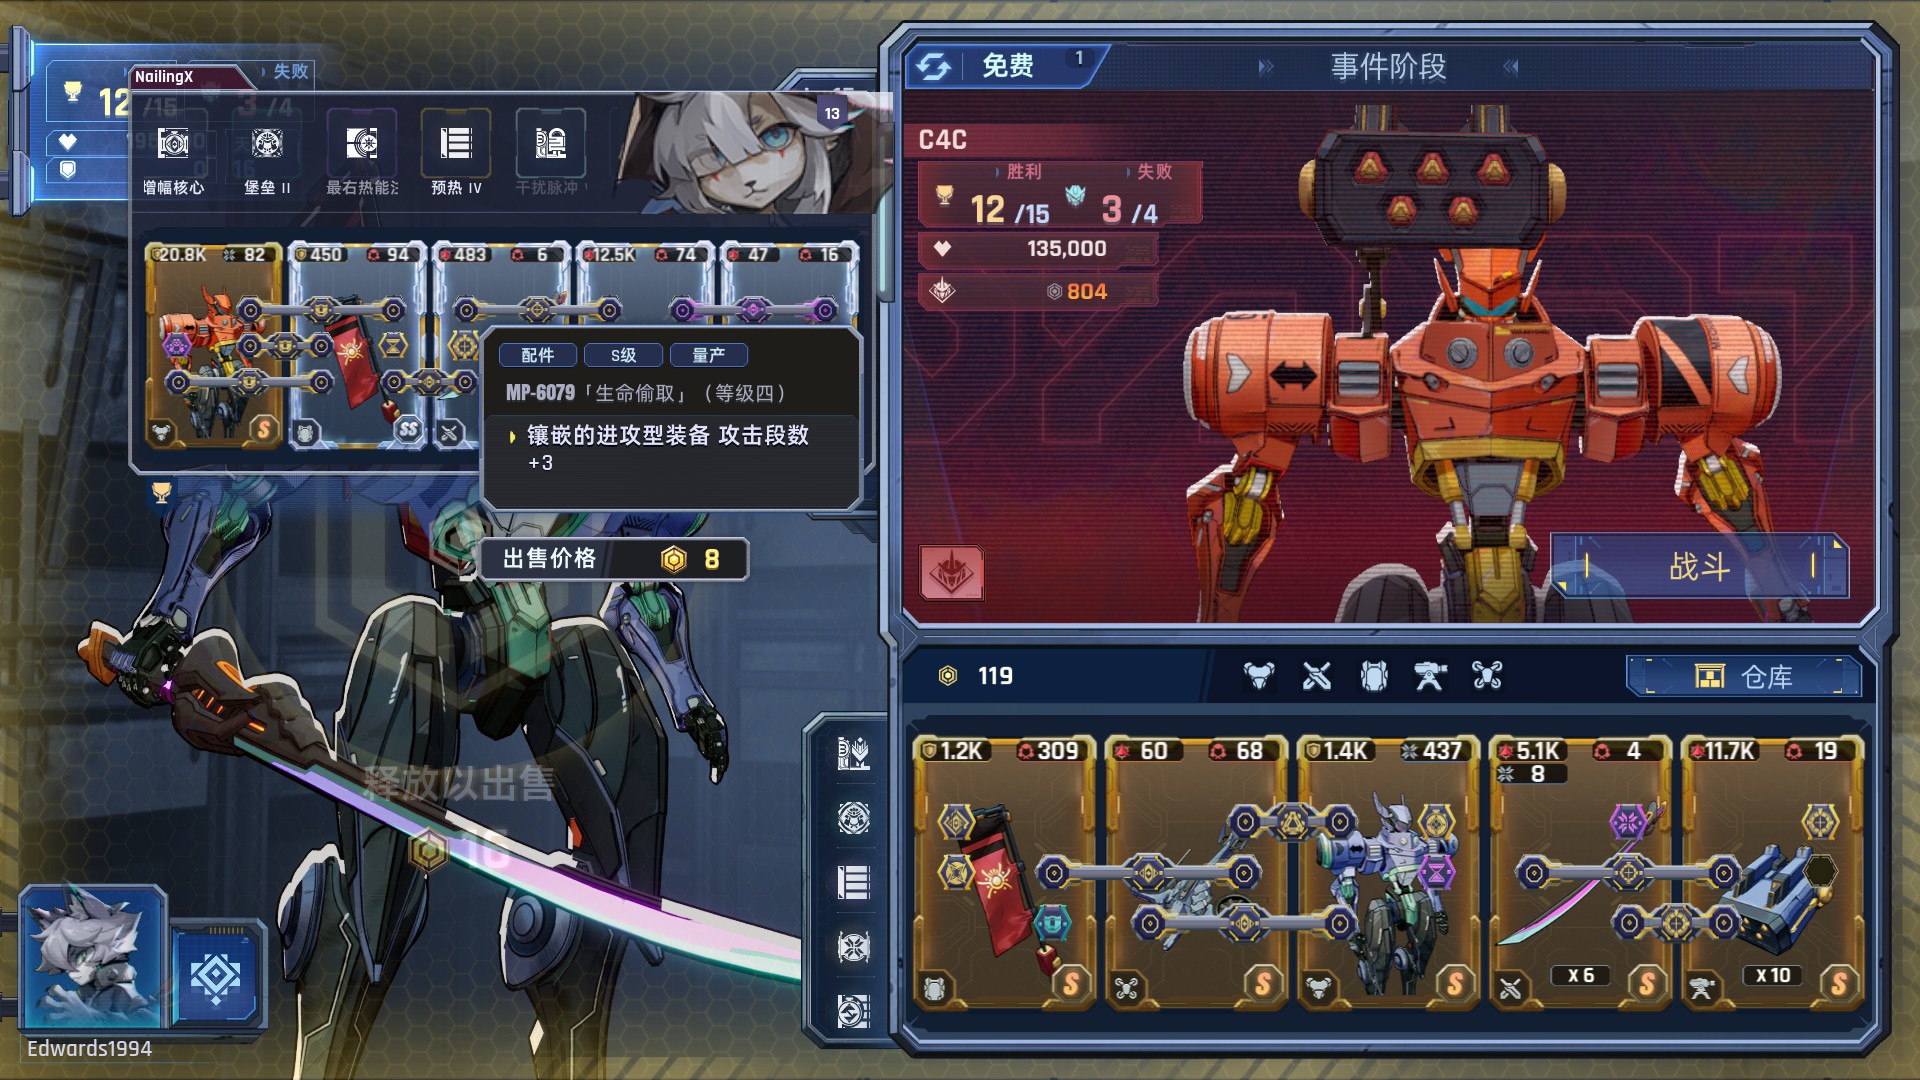 失败
NailingX
12 /15
3 /4
13
增幅核心
堡垒 II
最右热能
预热 IV
干扰脉冲
20.8K 82
450 94
483 6
12.5K 74
47 16
S
SS
配件 S级 量产
MP-6079「生命偷取」（等级四）
镶嵌的进攻型装备 攻击段数
+3
出售价格 8
释放以出售
16
Edwards1994
免费 1
事件阶段
C4C
胜利 失败
12 /15 3 /4
135,000
804
战斗
119
仓库
1.2K 309
60 68
1.4K 437
5.1K 4
8
11.7K 19
S
S
S
x 6 S
x 10 S